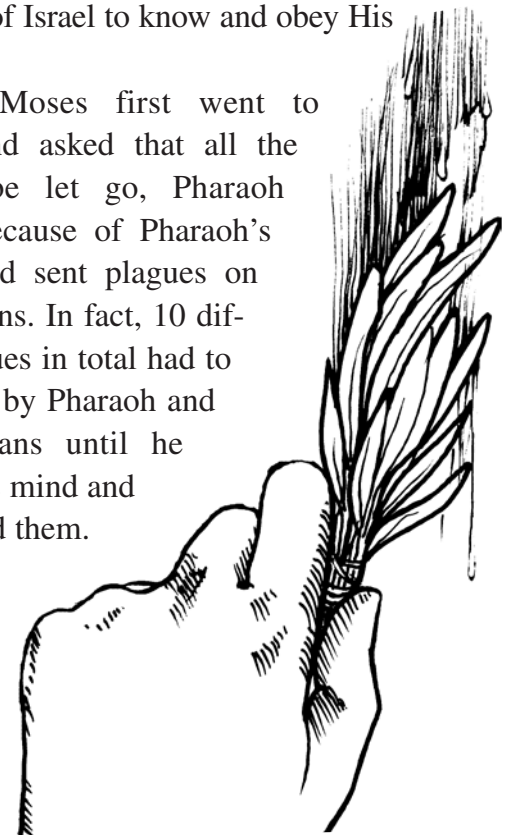 of Israel to know and obey His
Moses first went to
nd asked that all the
be let go, Pharaoh
ecause of Pharaoh's
d sent plagues on
ns. In fact, 10 dif-
ues in total had to
by Pharaoh and
ans until he
mind and
d them.